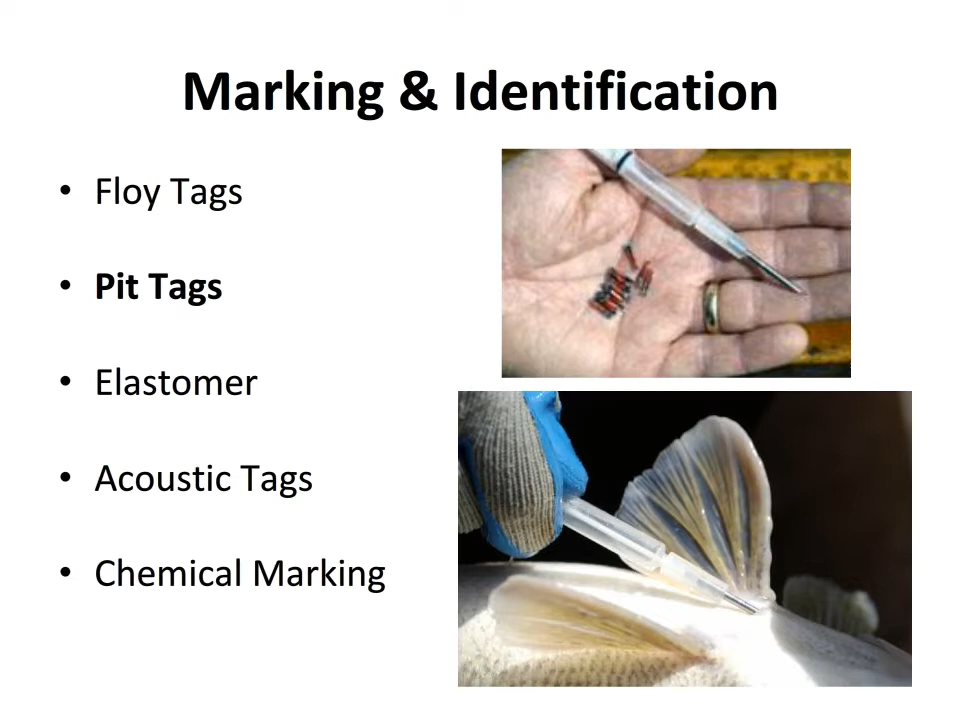 Marking & Identification
• Floy Tags
• Pit Tags
• Elastomer
• Acoustic Tags
• Chemical Marking